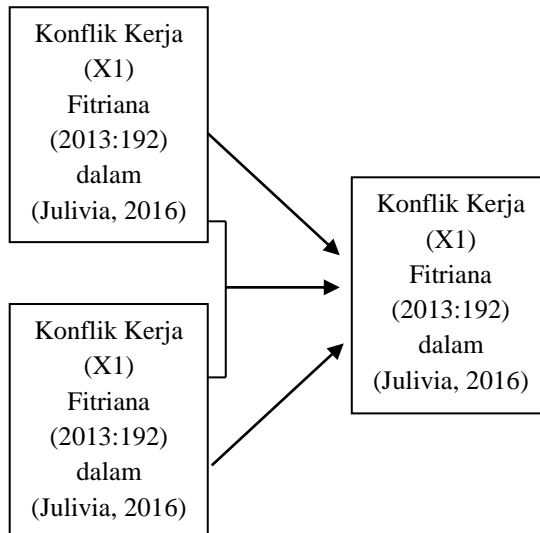 Konflik Kerja
(X1)
Fitriana
(2013:192)
dalam
(Julivia, 2016)
Konflik Kerja
(X1)
Fitriana
(2013:192)
dalam
(Julivia, 2016)
Konflik Kerja
(X1)
Fitriana
(2013:192)
dalam
(Julivia, 2016)